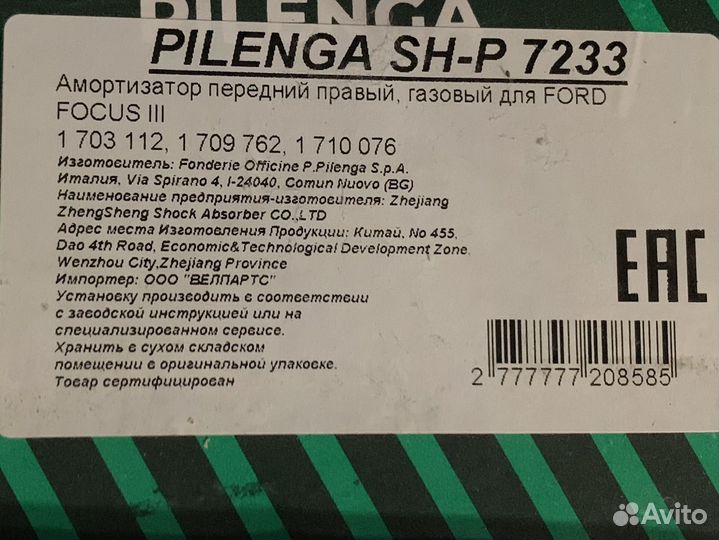 PILENGA
PILENGA SH-P 7233
Амортизатор передний правый, газовый для FORD
FOCUS III
1 703 112, 1 709 762, 1 710 076
Изготовитель: Fonderie Officine P.Pilenga S.p.A.
Италия, Via Spirano 4, I-24040, Comun Nuovo (BG)
Наименование предприятия-изготовителя: Zhejiang
ZhengSheng Shock Absorber CO.,LTD
Адрес места Изготовления Продукции: Китай, No 455,
Dao 4th Road, Economic&Technological Development Zone,
Wenzhou City,Zhejiang Province
Импортер: ООО "ВЕЛПАРТС"
Установку производить в соответствии
с заводской инструкцией или на
специализированном сервисе.
Хранить в сухом складском
помещении в оригинальной упаковке.
Товар сертифицирован
EAC
2 777777 208585
Avito